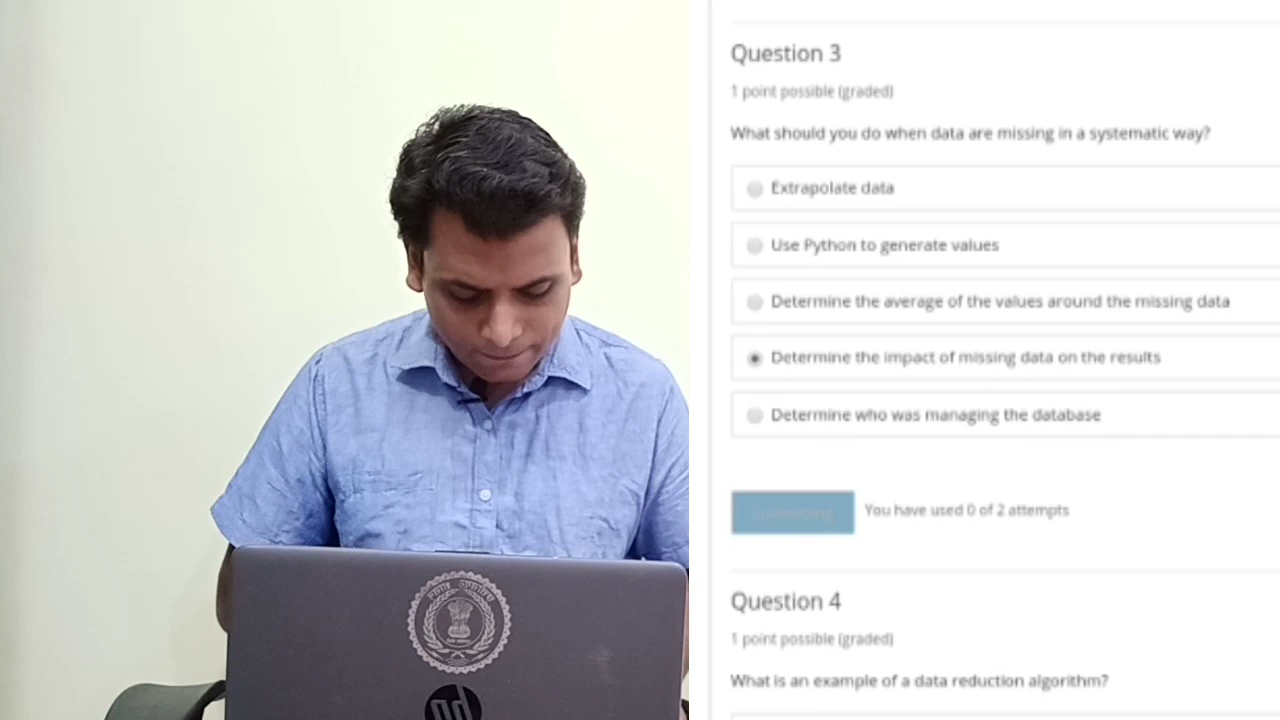 Question 3
1 point possible (graded)
What should you do when data are missing in a systematic way?
Extrapolate data
Use Python to generate values
Determine the average of the values around the missing data
Determine the impact of missing data on the results
Determine who was managing the database
Submitting
You have used 0 of 2 attempts
Question 4
1 point possible (graded)
What is an example of a data reduction algorithm?
hp